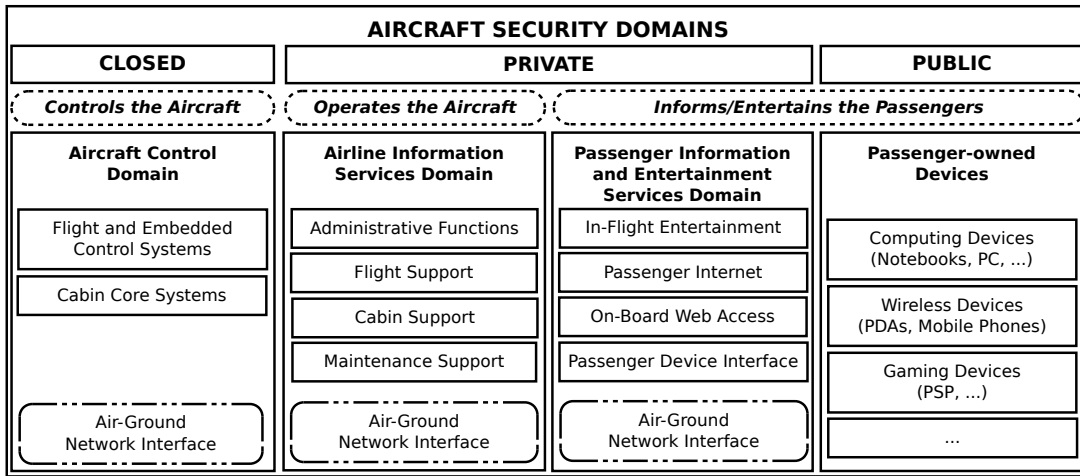 AIRCRAFT SECURITY DOMAINS
CLOSED
PRIVATE
PUBLIC
Controls the Aircraft
Operates the Aircraft
Informs/Entertains the Passengers
Aircraft Control
Domain
Flight and Embedded
Control Systems
Cabin Core Systems
Air-Ground
Network Interface
Airline Information
Services Domain
Administrative Functions
Flight Support
Cabin Support
Maintenance Support
Air-Ground
Network Interface
Passenger Information
and Entertainment
Services Domain
In-Flight Entertainment
Passenger Internet
On-Board Web Access
Passenger Device Interface
Air-Ground
Network Interface
Passenger-owned
Devices
Computing Devices
(Notebooks, PC, ...)
Wireless Devices
(PDAs, Mobile Phones)
Gaming Devices
(PSP, ...)
...